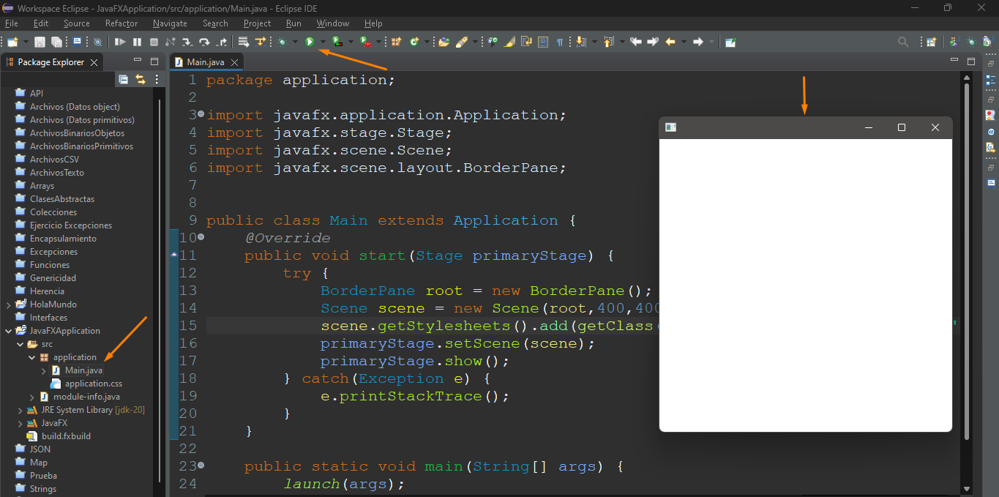 Workspace Eclipse - JavaFXApplication/src/application/Main.java - Eclipse IDE
File Edit Source Refactor Navigate Search Project Run Window Help
Package Explorer
API
Archivos (Datos object)
Archivos (Datos primitivos)
ArchivosBinariosObjetos
ArchivosBinariosPrimitivos
ArchivosCSV
ArchivosTexto
Arrays
ClasesAbstractas
Colecciones
Ejercicio Excepciones
Encapsulamiento
Excepciones
Funciones
Genericidad
Herencia
HolaMundo
Interfaces
JavaFXApplication
src
application
Main.java
application.css
module-info.java
JRE System Library [jdk-20]
JavaFX
build.fxbuild
JSON
Map
Prueba
Strings
Main.java
1 package application;
2
3 import javafx.application.Application;
4 import javafx.stage.Stage;
5 import javafx.scene.Scene;
6 import javafx.scene.layout.BorderPane;
7
8
9 public class Main extends Application {
10 @Override
11 public void start(Stage primaryStage) {
12 try {
13 BorderPane root = new BorderPane();
14 Scene scene = new Scene(root,400,400
15 scene.getStylesheets().add(getClass(
16 primaryStage.setScene(scene);
17 primaryStage.show();
18 } catch(Exception e) {
19 e.printStackTrace();
20 }
21 }
22
23 public static void main(String[] args) {
24 launch(args);